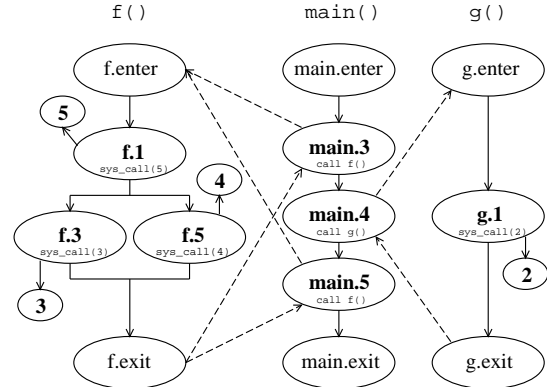 f() main() g()
f.enter main.enter g.enter
5
f.1
sys_call(5)
main.3
call f()
4
f.3
sys_call(3)
f.5
sys_call(4)
main.4
call g()
g.1
sys_call(2)
3
main.5
call f()
2
f.exit main.exit g.exit